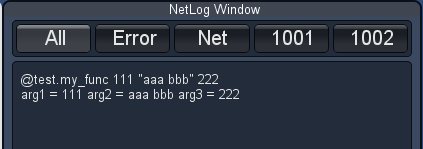 NetLog Window
All Error Net 1001 1002
@test.my_func 111 "aaa bbb" 222
arg1 = 111 arg2 = aaa bbb arg3 = 222